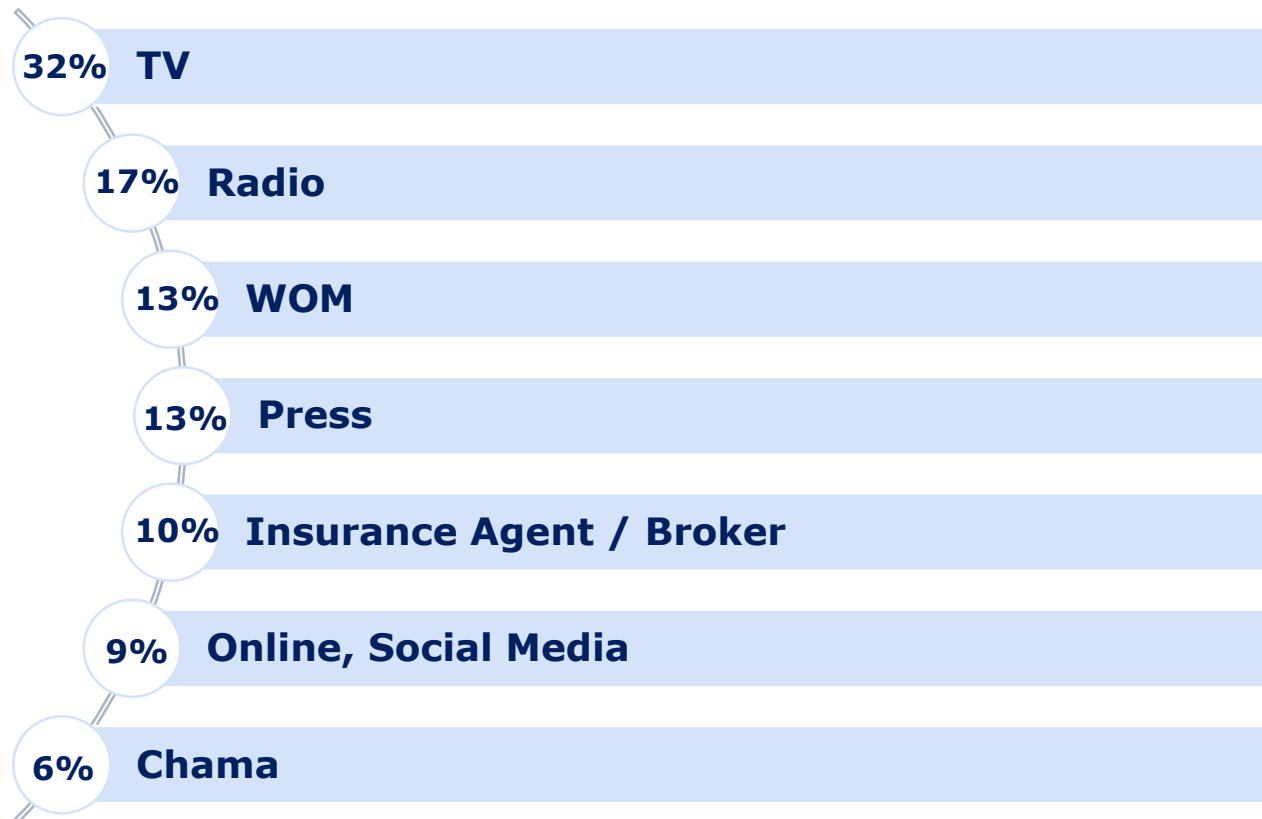 32% TV
17% Radio
13% WOM
13% Press
10% Insurance Agent / Broker
9% Online, Social Media
6% Chama